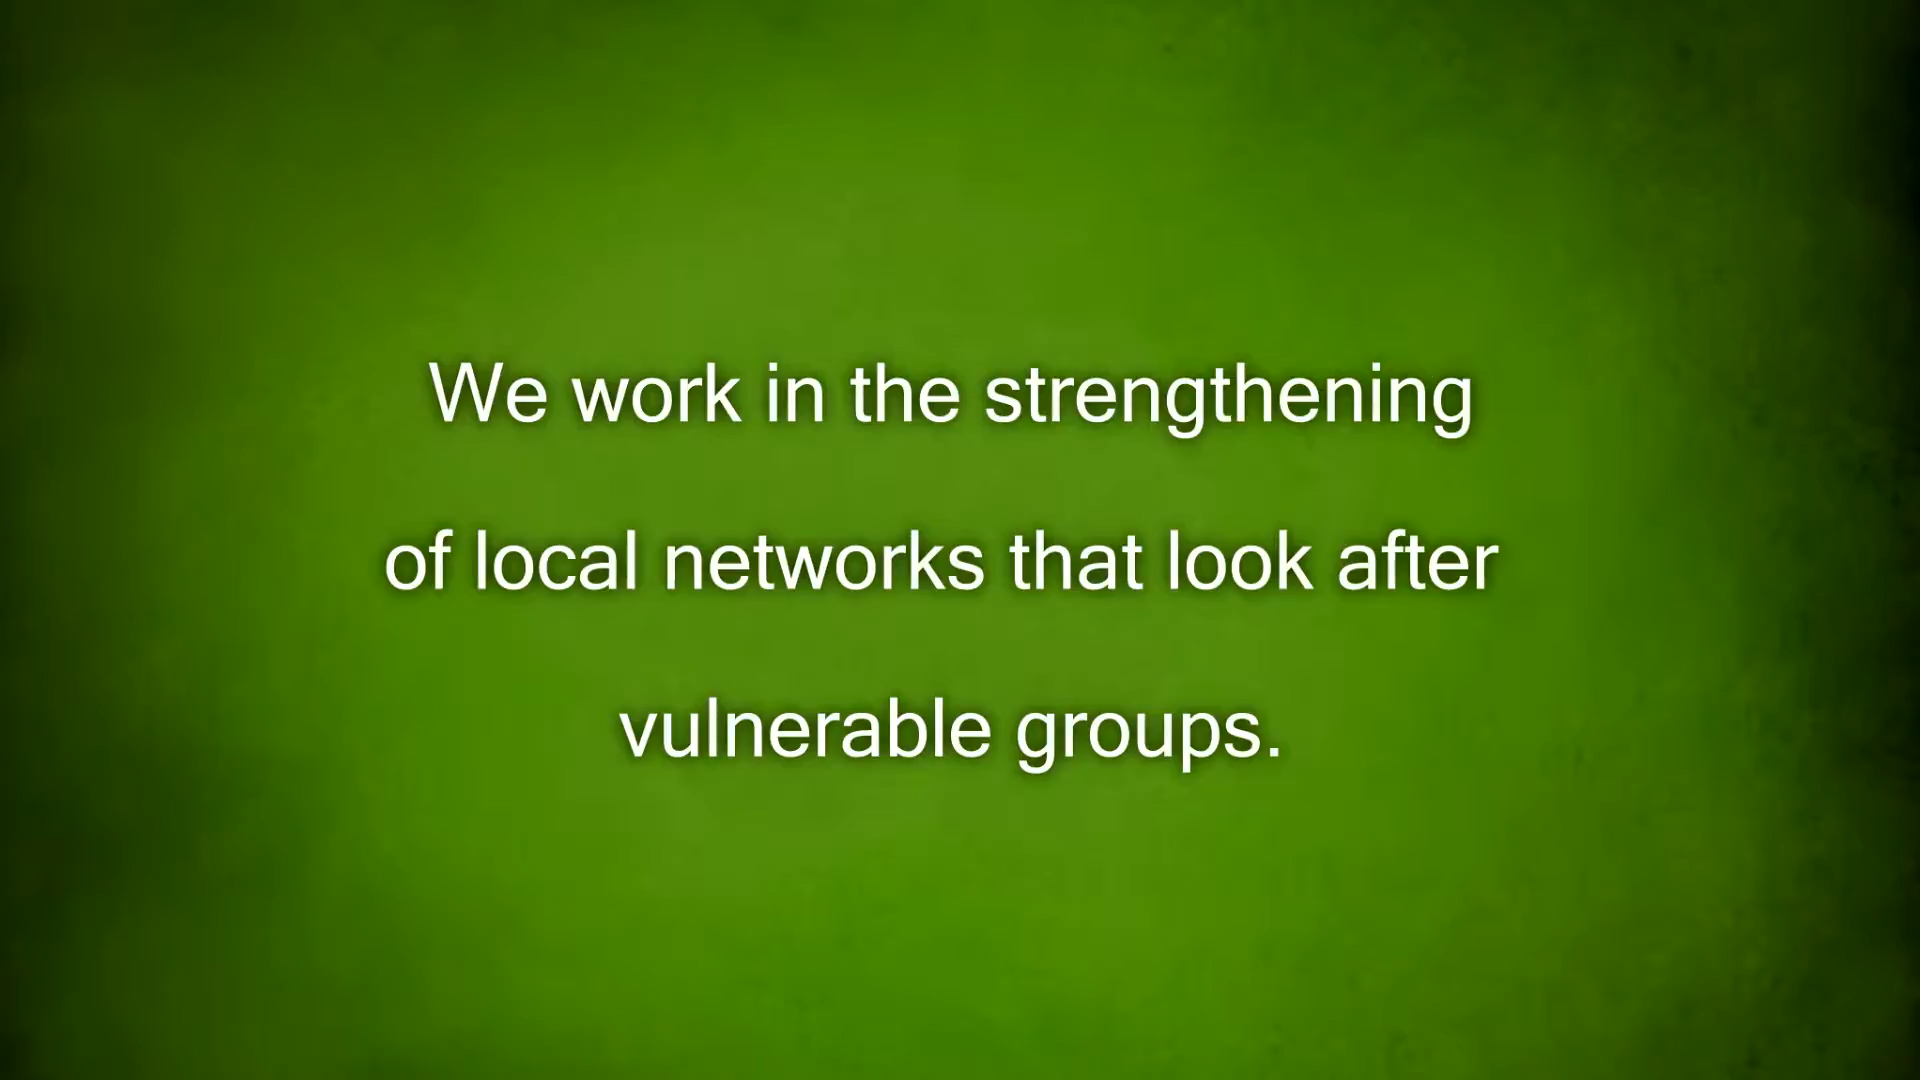 We work in the strengthening
of local networks that look after
vulnerable groups.